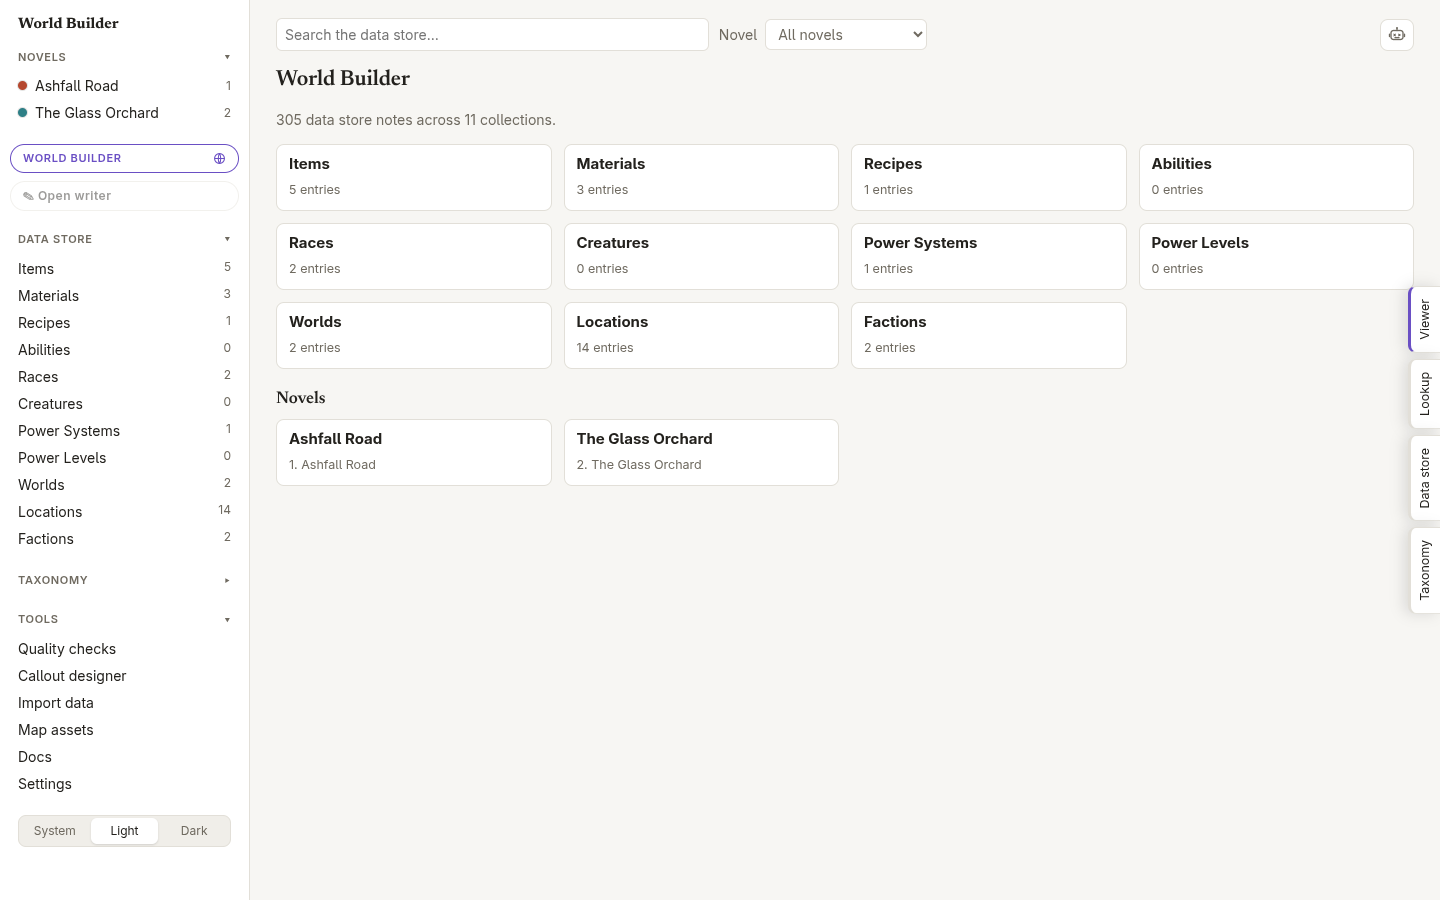 World Builder
NOVELS
Ashfall Road 1
The Glass Orchard 2
WORLD BUILDER
Open writer
DATA STORE
Items 5
Materials 3
Recipes 1
Abilities 0
Races 2
Creatures 0
Power Systems 1
Power Levels 0
Worlds 2
Locations 14
Factions 2
TAXONOMY
TOOLS
Quality checks
Callout designer
Import data
Map assets
Docs
Settings
System Light Dark
Search the data store...
Novel All novels
World Builder
305 data store notes across 11 collections.
Items
5 entries
Materials
3 entries
Recipes
1 entries
Abilities
0 entries
Races
2 entries
Creatures
0 entries
Power Systems
1 entries
Power Levels
0 entries
Worlds
2 entries
Locations
14 entries
Factions
2 entries
Novels
Ashfall Road
1. Ashfall Road
The Glass Orchard
2. The Glass Orchard
Viewer
Lookup
Data store
Taxonomy